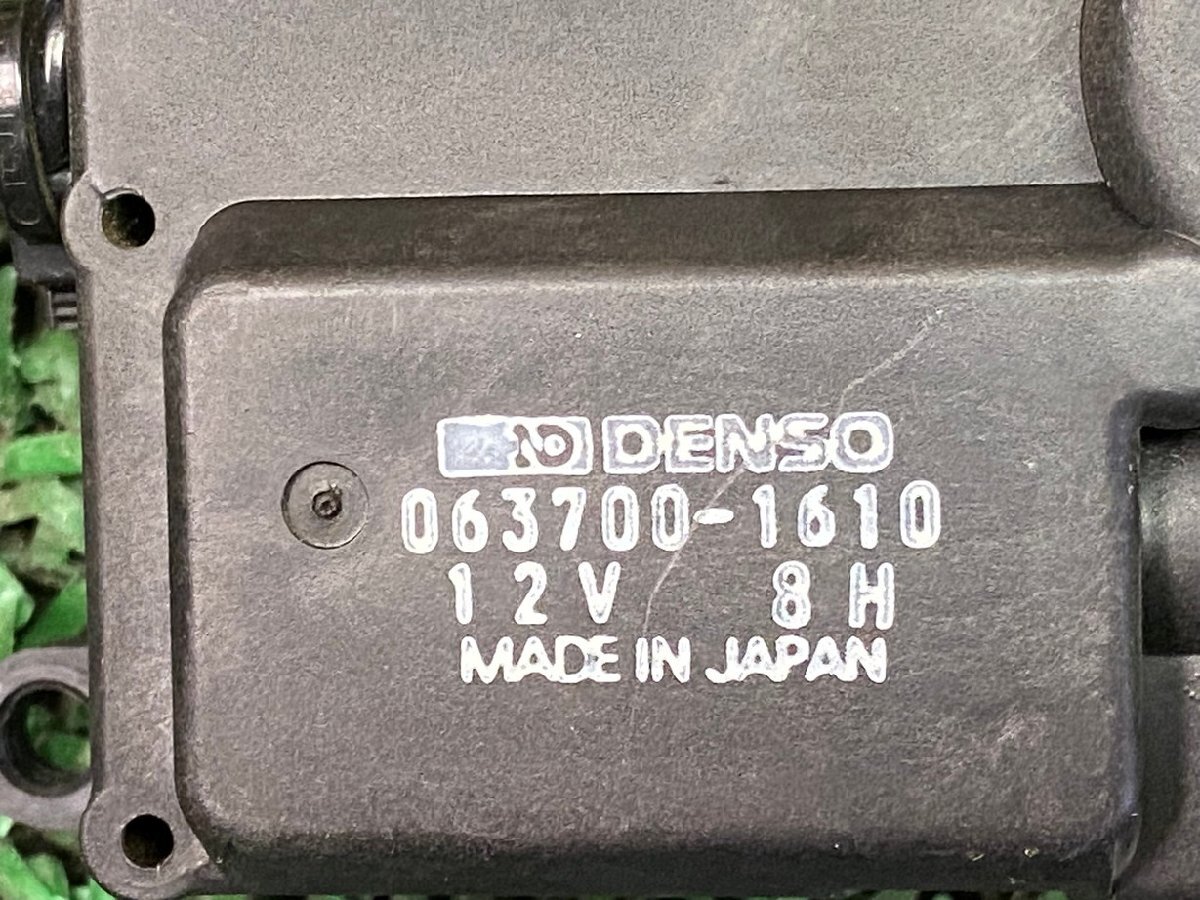 DENSO
063700-1610
12V 8H
MADE IN JAPAN